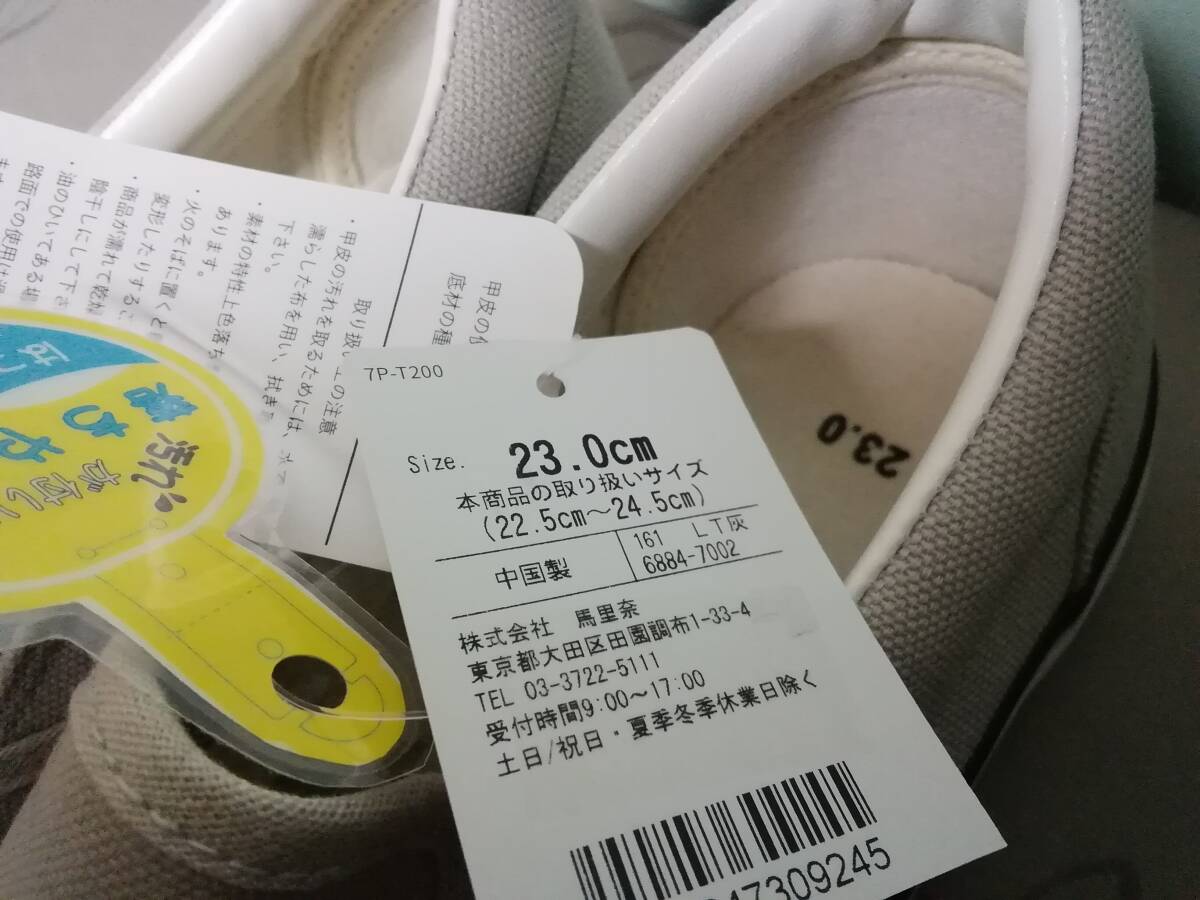 7P-T200
Size. 23.0cm
本商品の取り扱いサイズ
(22.5cm～24.5cm)
中国製
161 LT灰
6884-7002
株式会社 馬里奈
東京都大田区田園調布1-33-4
TEL 03-3722-5111
受付時間9:00～17:00
土日/祝日・夏季冬季休業日除く
47309245
23.0
甲皮の
底材の種
取り扱い上の注意
・甲皮の汚れを取るためには、水で
濡らした布を用い、拭き
下さい。
・素材の特性上色落ち
あります。
・火のそばに置くと
変形したりする
・商品が濡れて
陰干しにして下さ
・油のひいてある場
路面での使用は
汚れ
が付い